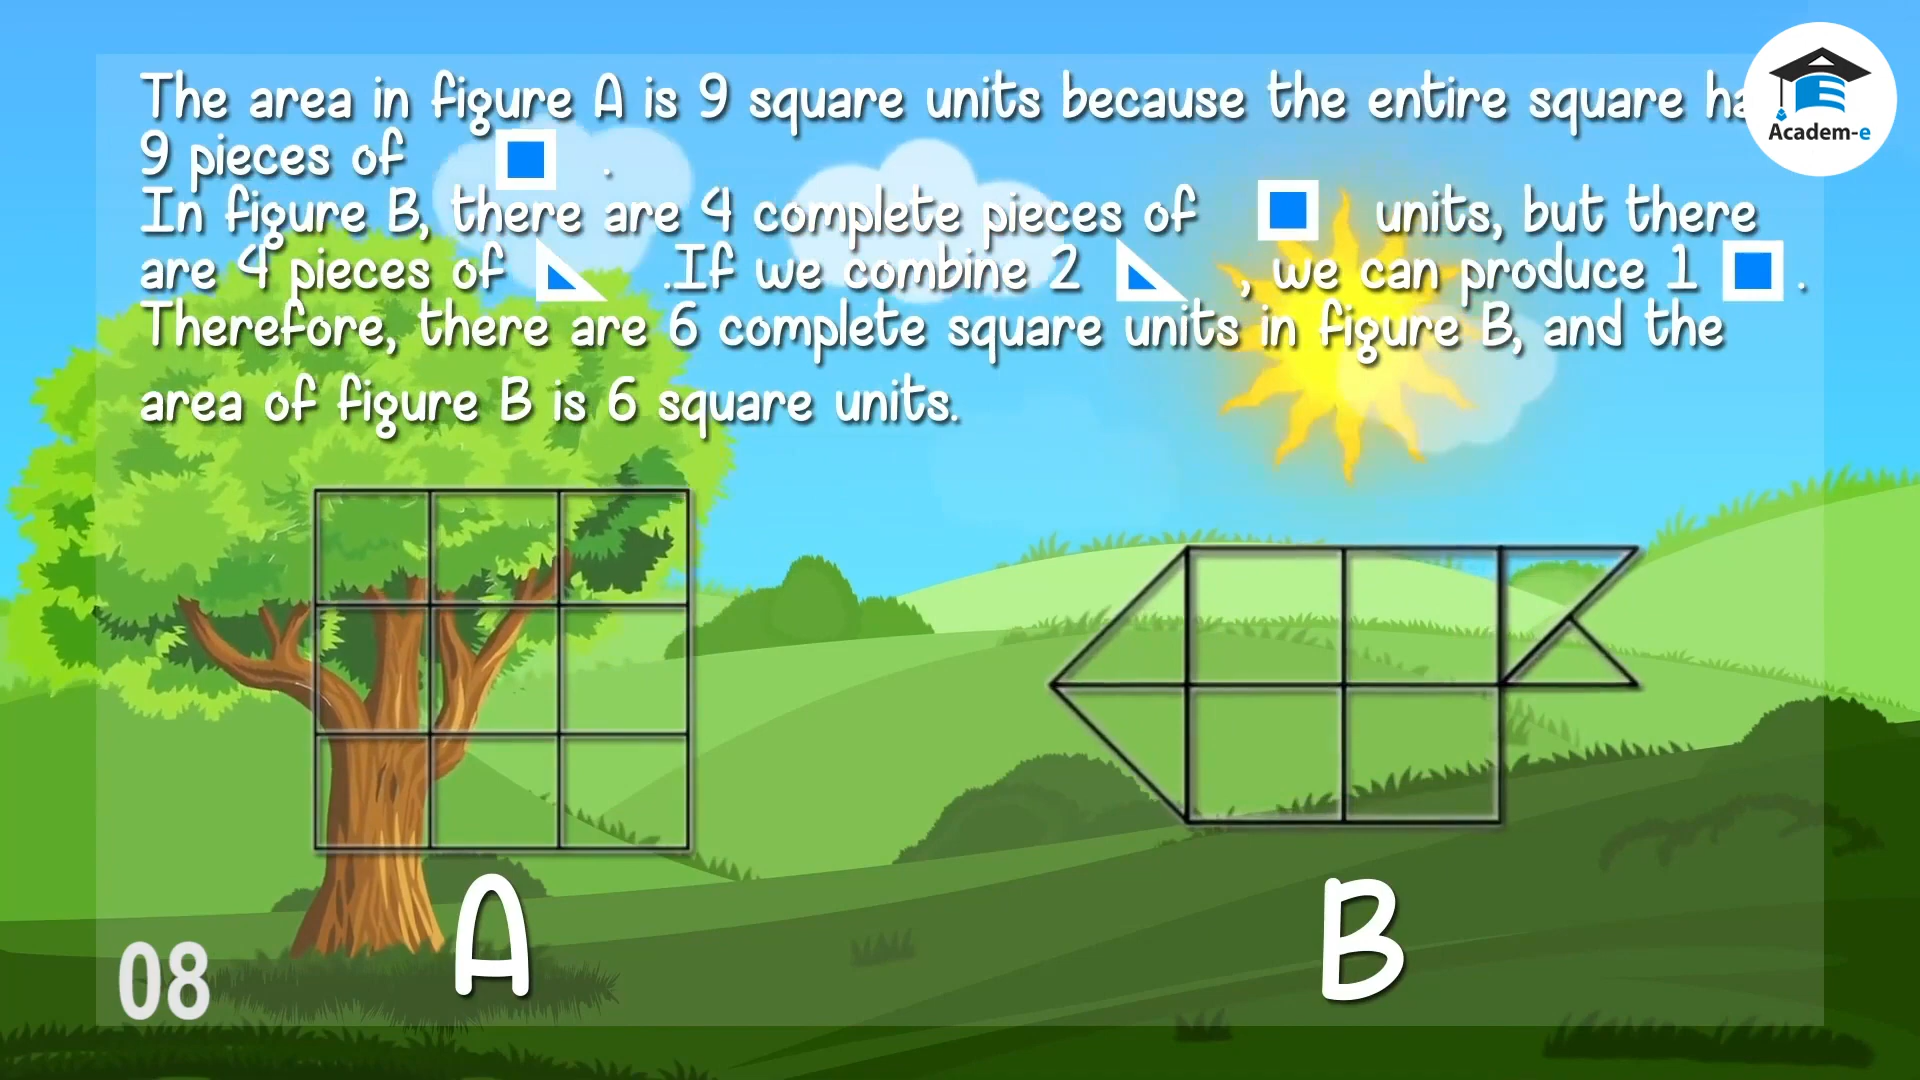 The area in figure A is 9 square units because the entire square ha
9 pieces of .
In figure B, there are 4 complete pieces of units, but there
are 4 pieces of .If we combine 2 , we can produce 1 .
Therefore, there are 6 complete square units in figure B, and the
area of figure B is 6 square units.
Academ-e
A
B
08